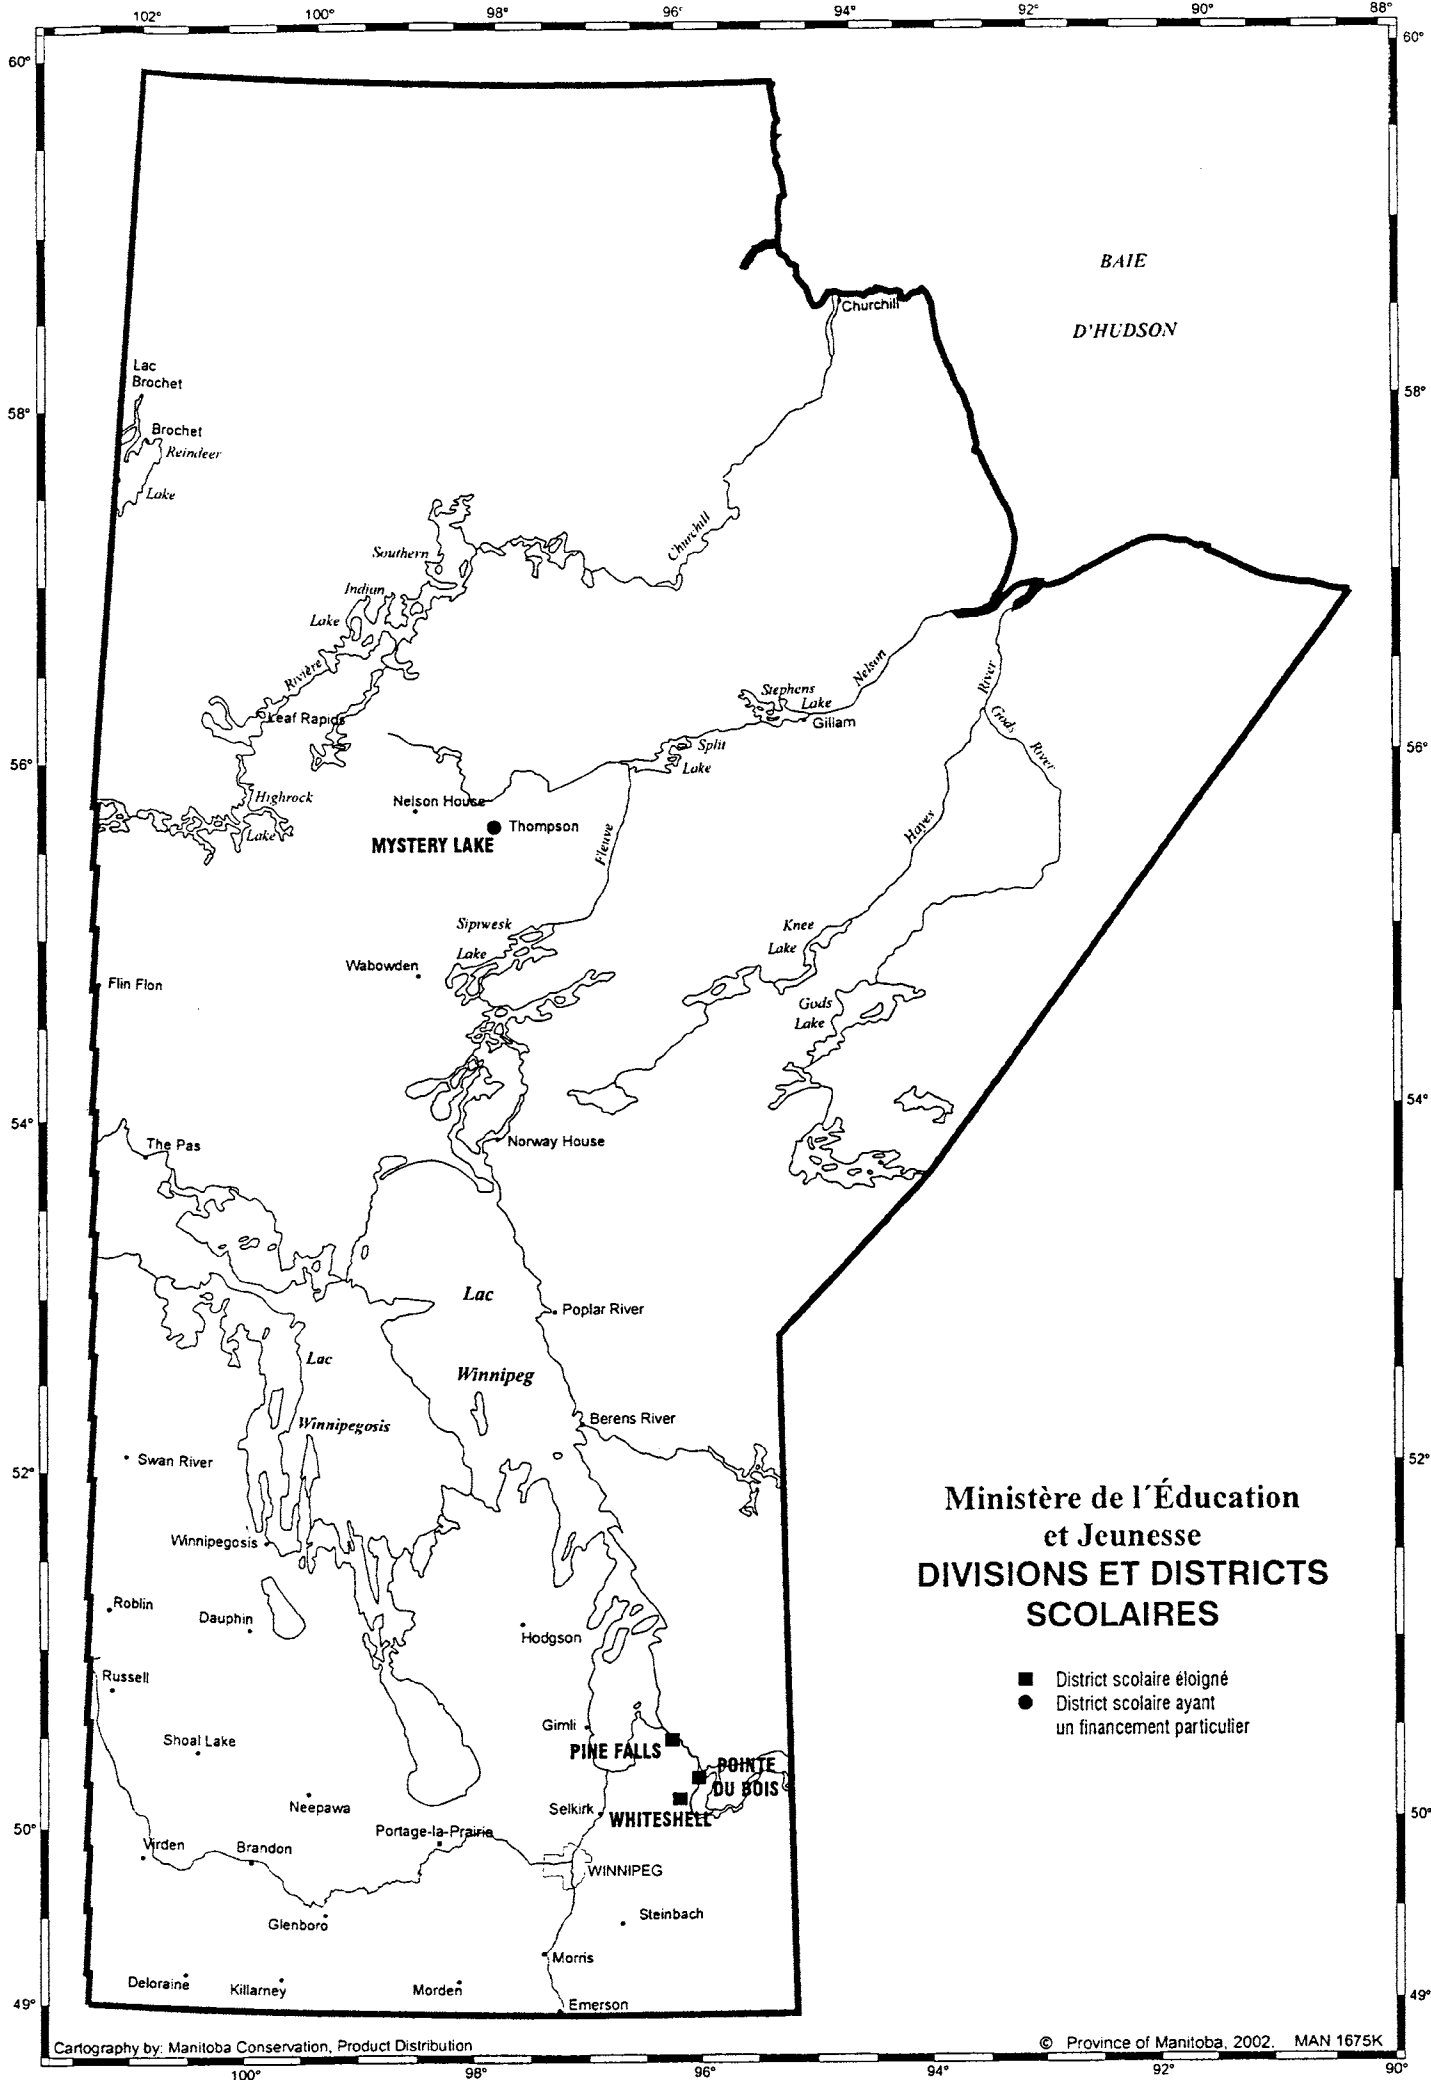 102° 100° 98° 96° 94° 92° 90° 88°
60° 60°
BAIE
D'HUDSON
Churchill
Lac
Brochet
58° 58°
Brochet
Reindeer
Lake
Churchill
Southern
Indian
Lake
Rivière
Nelson
River
Stephens
Lake
Leaf Rapids
Gillam
Gods
River
Split
Lake
56° 56°
Highrock
Lake
Nelson House
Thompson
MYSTERY LAKE
Fleuve
Hayes
Sipiwesk
Lake
Knee
Lake
Wabowden
Flin Flon
Gods
Lake
54° 54°
Norway House
The Pas
Lac
Winnipeg
Poplar River
Lac
Winnipegosis
Berens River
Swan River
52° 52°
Ministère de l´Éducation
et Jeunesse
DIVISIONS ET DISTRICTS
SCOLAIRES
Winnipegosis
Roblin
Dauphin
Hodgson
Russell
District scolaire éloigné
District scolaire ayant
un financement particulier
Shoal Lake
Gimli
PINE FALLS
POINTE
DU BOIS
Neepawa
Selkirk
WHITESHELL
50° 50°
Portage-la-Prairie
Virden
Brandon
WINNIPEG
Glenboro
Steinbach
Morris
Deloraine
Killarney
Morden
Emerson
49° 49°
Cartography by: Manitoba Conservation, Product Distribution
© Province of Manitoba, 2002. MAN 1675K
100° 98° 96° 94° 92° 90°